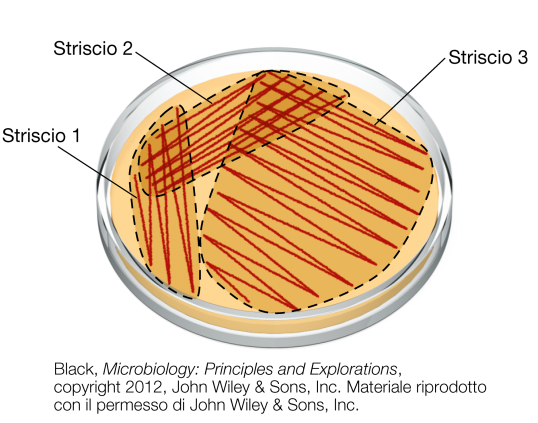 Striscio 2
Striscio 3
Striscio 1
Black, Microbiology: Principles and Explorations,
copyright 2012, John Wiley & Sons, Inc. Materiale riprodotto
con il permesso di John Wiley & Sons, Inc.